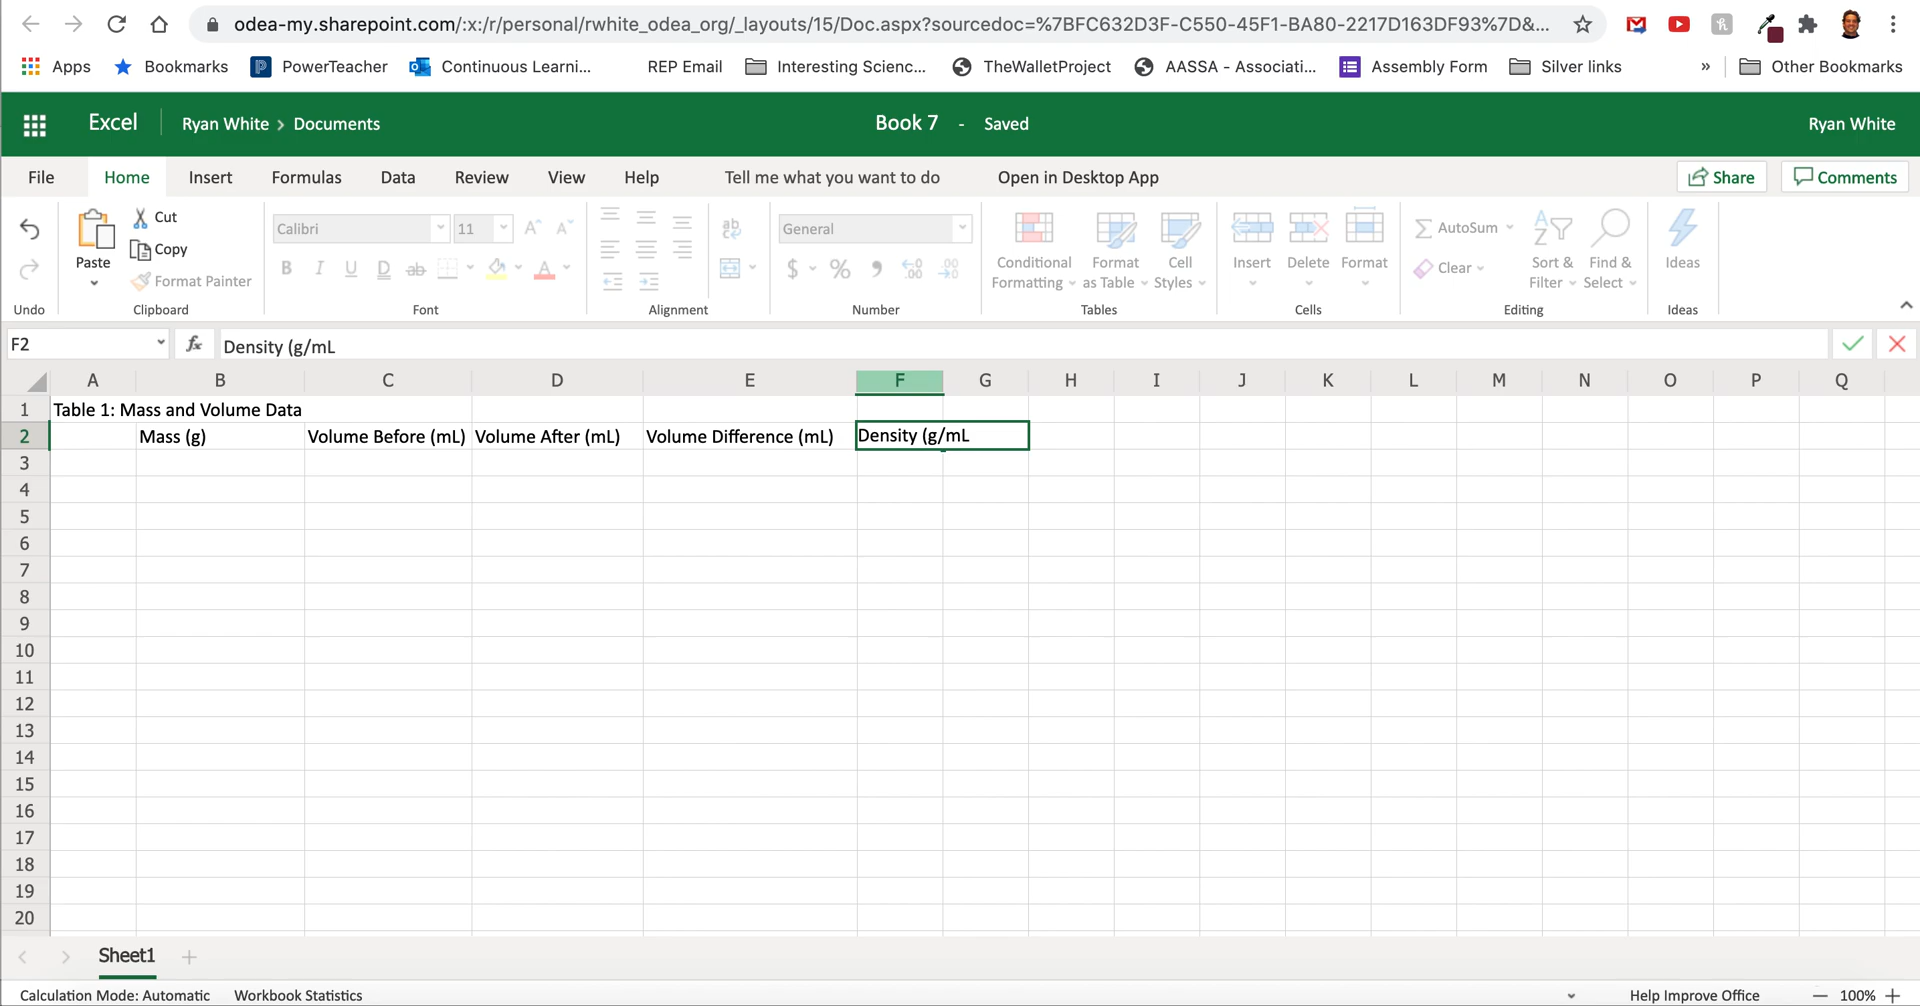 odea-my.sharepoint.com/:x:/r/personal/rwhite_odea_org/_layouts/15/Doc.aspx?sourcedoc=%7BFC632D3F-C550-45F1-BA80-2217D163DF93%7D&...
Apps Bookmarks PowerTeacher Continuous Learni... REP Email Interesting Scienc... TheWalletProject AASSA - Associati... Assembly Form Silver links » Other Bookmarks
Excel Ryan White > Documents Book 7 - Saved Ryan White
File Home Insert Formulas Data Review View Help Tell me what you want to do Open in Desktop App Share Comments
Cut
Calibri 11 General AutoSum
Copy
Paste Conditional Format Cell Insert Delete Format Clear Sort & Find & Ideas
Format Painter Formatting as Table Styles Filter Select
Undo Clipboard Font Alignment Number Tables Cells Editing Ideas
F2 fx Density (g/mL
A B C D E F G H I J K L M N O P Q
1 Table 1: Mass and Volume Data
2 Mass (g) Volume Before (mL) Volume After (mL) Volume Difference (mL) Density (g/mL
3
4
5
6
7
8
9
10
11
12
13
14
15
16
17
18
19
20
Sheet1
Calculation Mode: Automatic Workbook Statistics Help Improve Office 100%